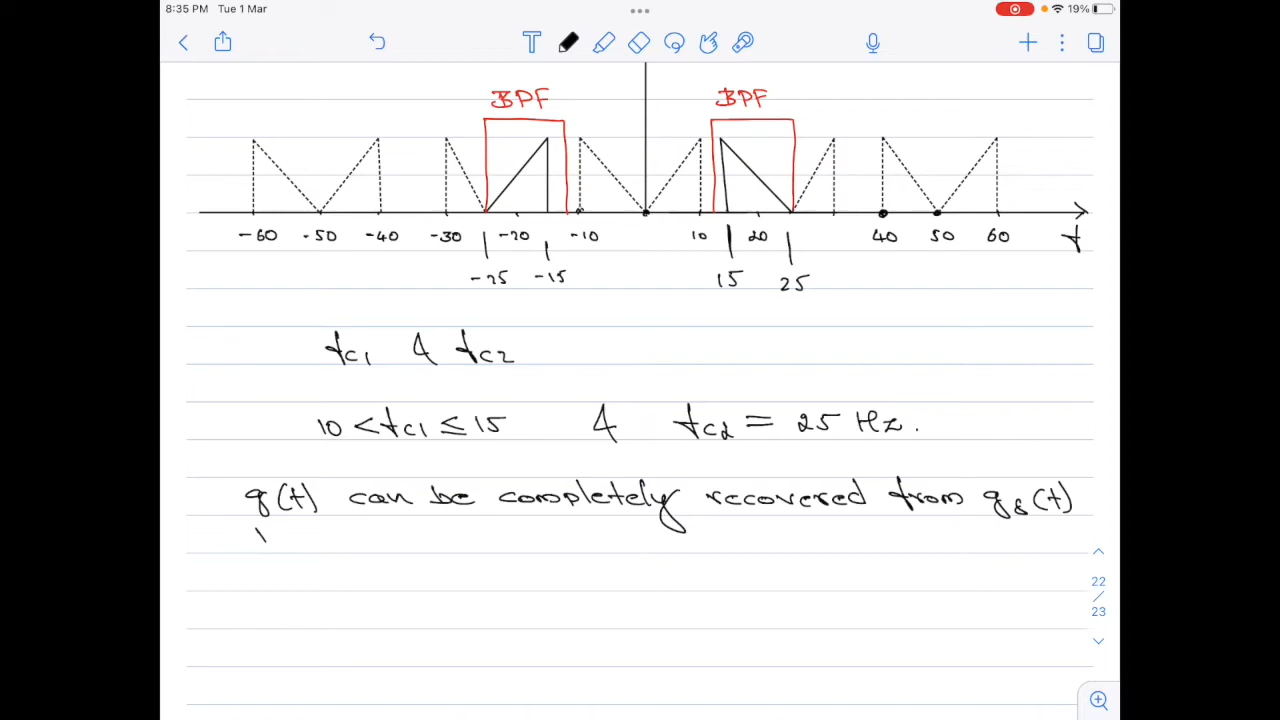 8:35 PM Tue 1 Mar
19%
T
BPF BPF
-60 -50 -40 -30 -20 -10 10 20 40 50 60 f
-25 -15 15 25
fc1 & fc2
10 < fc1 ≤ 15 & fc2 = 25 Hz.
g(t) can be completely recovered from gδ(t)
22
/
23